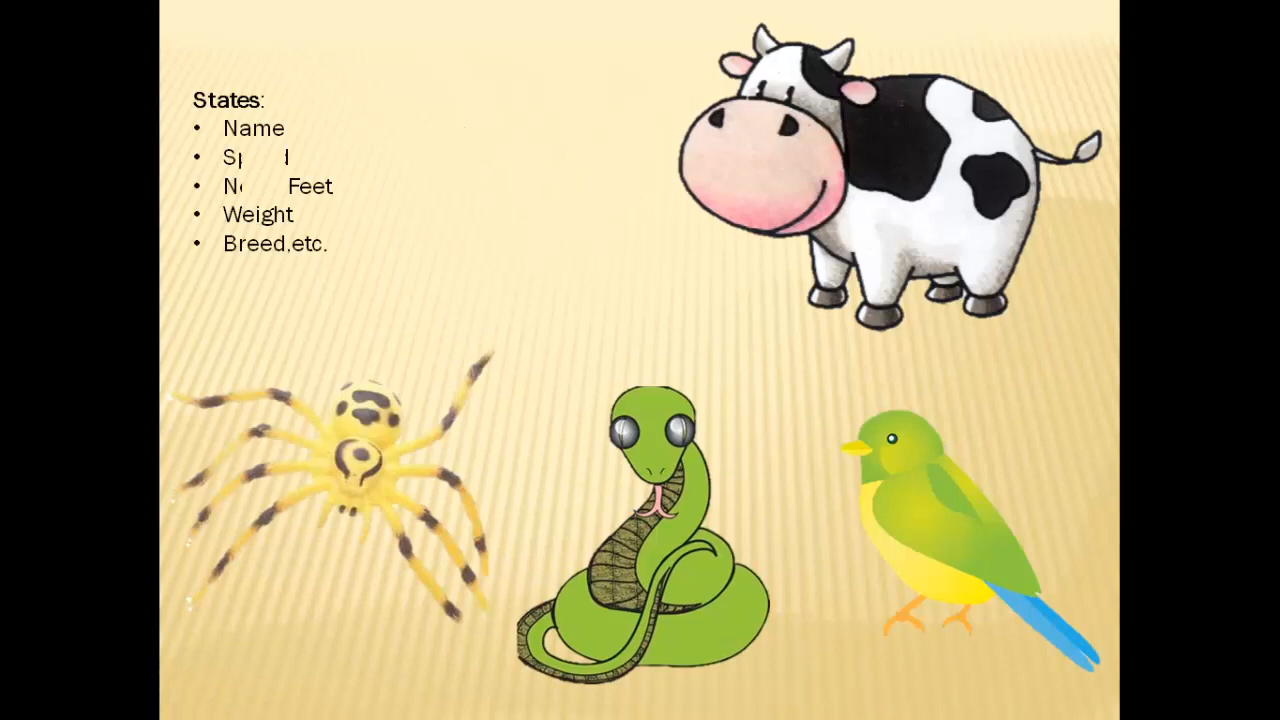 States:
• Name
•
• Feet
• Weight
• Breed,etc.